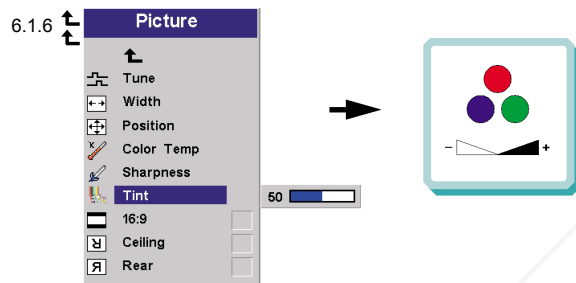 6.1.6
Picture
Tune
Width
Position
Color Temp
Sharpness
Tint
50
16:9
Ceiling
Rear
- +